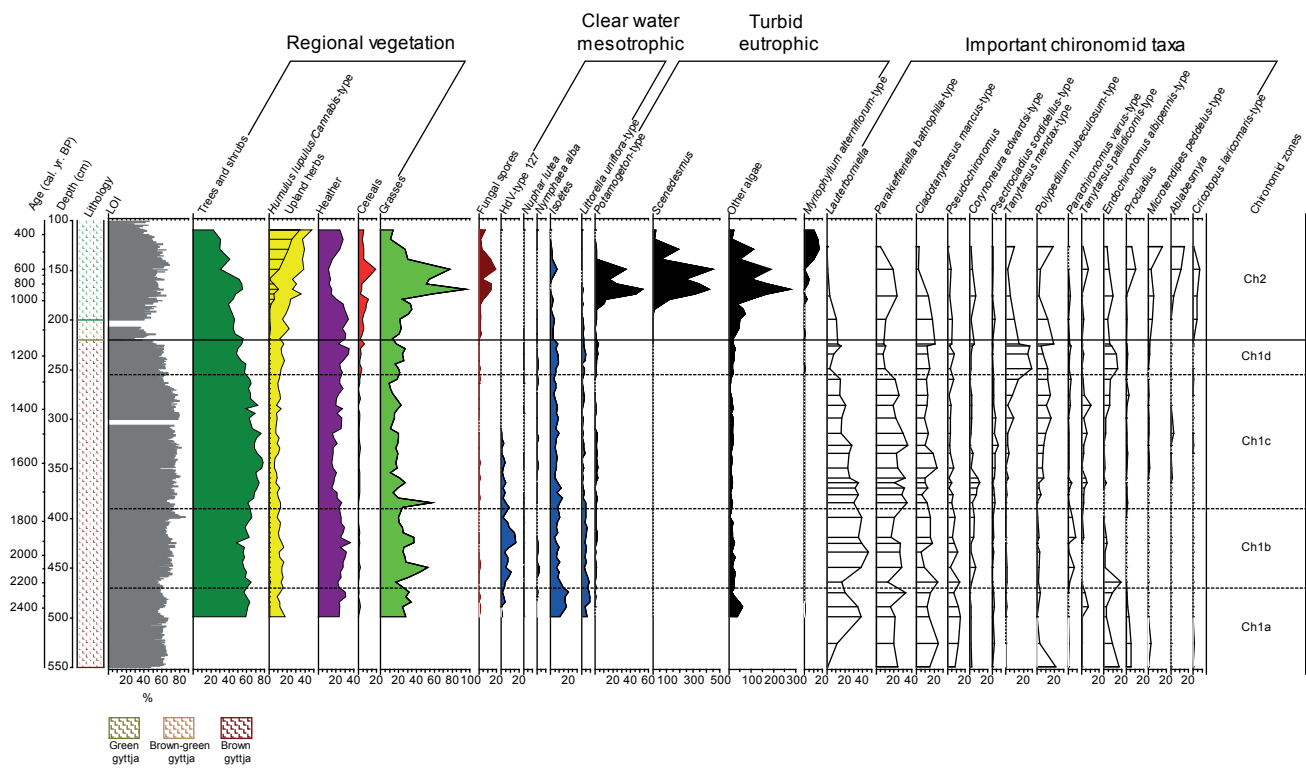 Regional vegetation
Clear water
mesotrophic
Turbid
eutrophic
Important chironomid taxa
Age (cal. yr. BP)
Depth (cm)
Lithology
LOI
Trees and shrubs
Humulus lupulus/Cannabis-type
Upland herbs
Heather
Cereals
Grasses
Fungal spores
HdV-type 127
Nuphar lutea
Nymphaea alba
Isoetes
Littorella uniflora-type
Potamogeton-type
Scenedesmus
Other algae
Myriophyllum alterniflorum-type
Lauterborniella
Parakiefferiella bathophila-type
Cladotanytarsus mancus-type
Pseudochironomus
Corynoneura edwardsi-type
Psectrocladius sordidellus-type
Tanytarsus mendax-type
Polypedilum nubeculosum-type
Parachironomus varus-type
Tanytarsus pallidicornis-type
Endochironomus albipennis-type
Procladius
Microtendipes pedellus-type
Ablabesmyia
Cricotopus laricomaris-type
Chironomid zones
400
600
800
1000
1200
1400
1600
1800
2000
2200
2400
100
150
200
250
300
350
400
450
500
550
Ch2
Ch1d
Ch1c
Ch1b
Ch1a
20 40 60 80
20 40 60 80
20 40
20 40
20
20 40 60 80 100
20
20
20
20
20 40 60
100 500
100 200 300
20
20 40
20 40
20
20
20
20
20
20
20
20
20
20
20
%
Green
gyttja
Brown-green
gyttja
Brown
gyttja